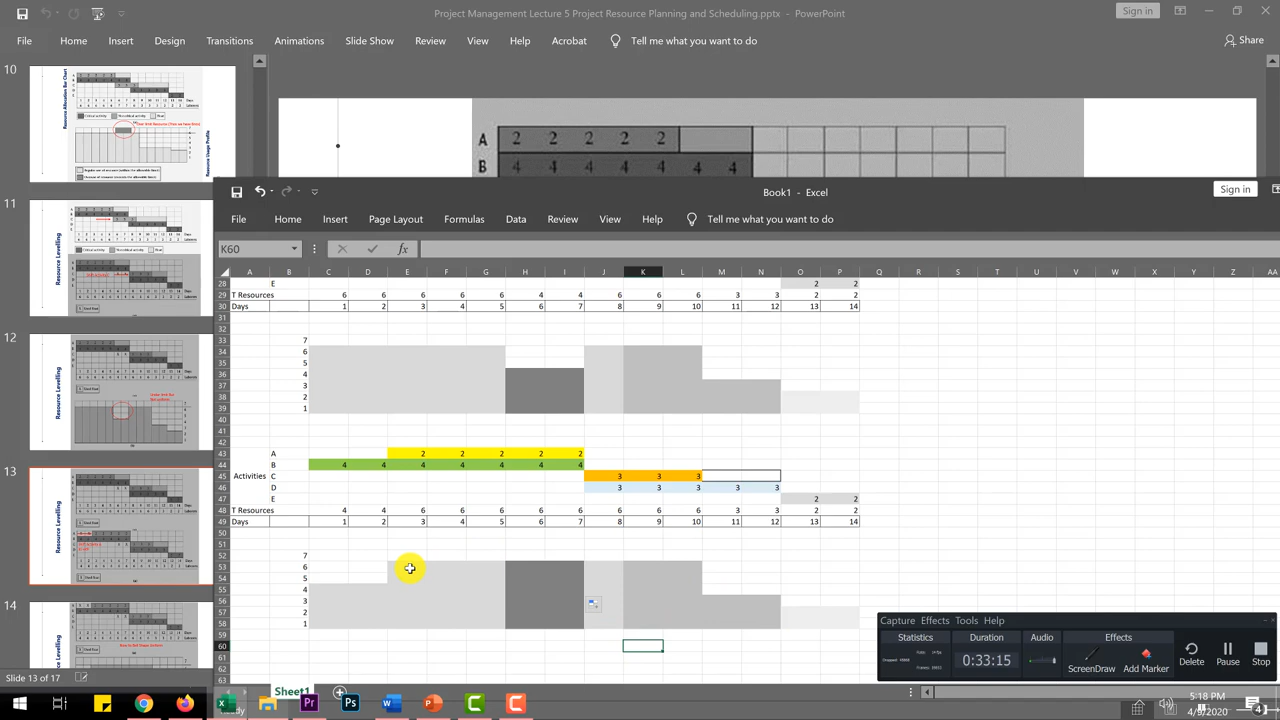 Project Management Lecture 5 Project Resource Planning and Scheduling.pptx - PowerPoint
Sign in
File Home Insert Design Transitions Animations Slide Show Review View Help Acrobat Tell me what you want to do Share
10
Resource Allocation Bar Chart
Resource Usage Profile
11
Resource Levelling
12
Resource Levelling
13
Resource Levelling
14
A 2 2 2 2 2
B 4 4 4 4 4 4 4
Book1 - Excel
Sign in
File Home Insert Page Layout Formulas Data Review View Help Tell me what you want to do
K60
fx
A B C D E F G H I J K L M N O P Q R S T U V W X Y Z AA
28 E 2 2
29 T Resources 6 6 6 6 6 4 4 6 6 6 3 3 2 2
30 Days 1 2 3 4 5 6 7 8 9 10 11 12 13 14
31
32
33 7
34 6
35 5
36 4
37 3
38 2
39 1
40
41
42
43 A 2 2 2 2 2
44 B 4 4 4 4 4 4 4
45 Activities C 3 3 3
46 D 3 3 3 3 3
47 E 2 2
48 T Resources 4 4 6 6 6 6 6 6 6 6 3 3 2 2
49 Days 1 2 3 4 5 6 7 8 9 10 11 12 13 14
50
51
52 7
53 6
54 5
55 4
56 3
57 2
58 1
59
60
61
62
63
Sheet1
Capture Effects Tools Help
Statistics Duration Audio Effects
0:33:15
ScreenDraw Add Marker Delete Pause Stop
Slide 13 of 17
Ready
5:18 PM
4